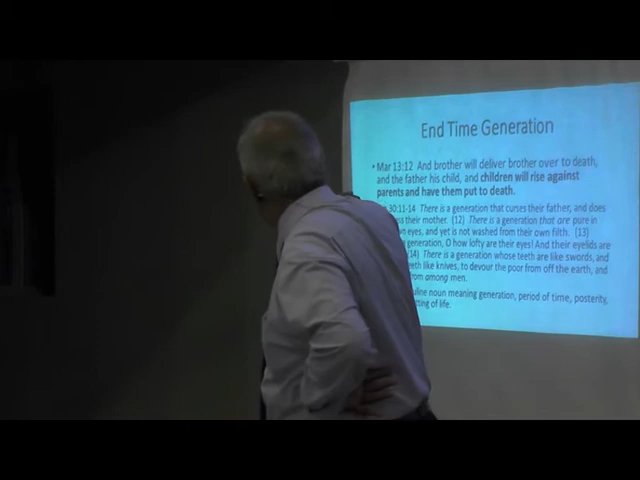 End Time Generation
• Mar 13:12 And brother will deliver brother over to death,
and the father his child, and children will rise against
parents and have them put to death.
30:11-14 There is a generation that curses their father, and does
their mother. (12) There is a generation that are pure in
own eyes, and yet is not washed from their own filth. (13)
generation, O how lofty are their eyes! And their eyelids are
(14) There is a generation whose teeth are like swords, and
teeth like knives, to devour the poor from off the earth, and
from among men.
noun meaning generation, period of time, posterity,
of life.